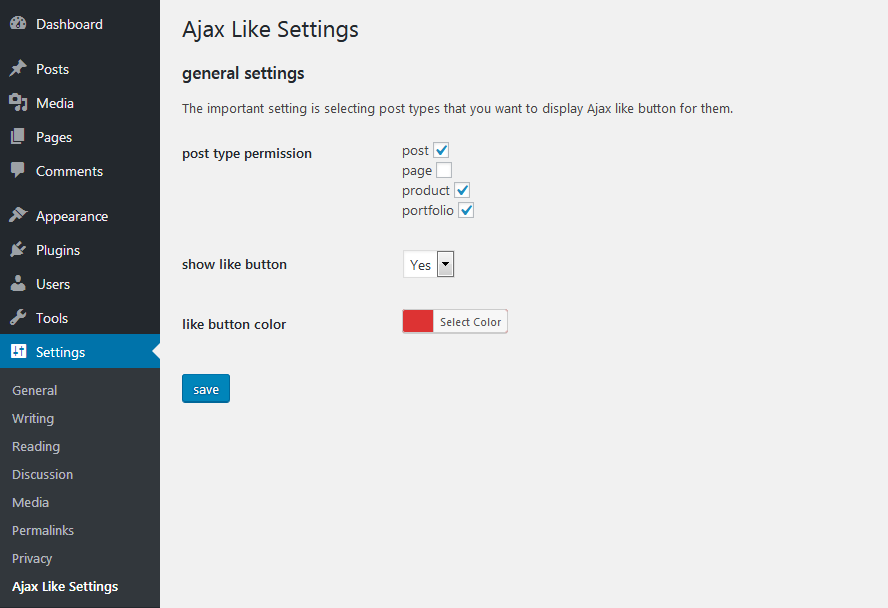 Dashboard
Posts
Media
Pages
Comments
Appearance
Plugins
Users
Tools
Settings
General
Writing
Reading
Discussion
Media
Permalinks
Privacy
Ajax Like Settings
Ajax Like Settings
general settings
The important setting is selecting post types that you want to display Ajax like button for them.
post type permission
post
page
product
portfolio
show like button
Yes
like button color
Select Color
save